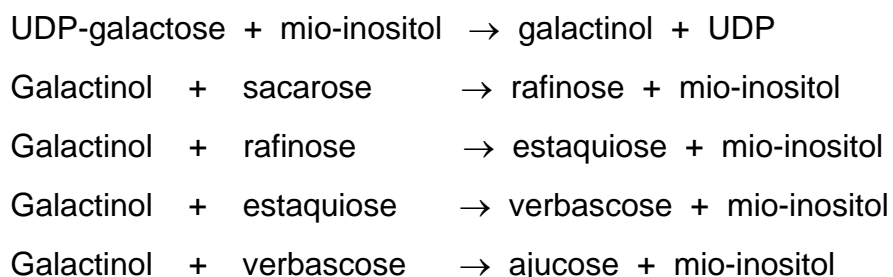 UDP-galactose + mio-inositol → galactinol + UDP
Galactinol + sacarose → rafinose + mio-inositol
Galactinol + rafinose → estaquiose + mio-inositol
Galactinol + estaquiose → verbascose + mio-inositol
Galactinol + verbascose → ajucose + mio-inositol